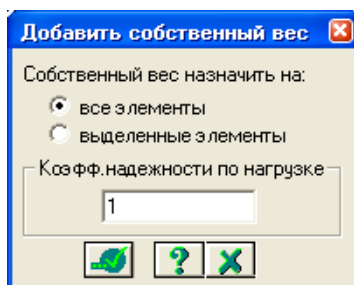 Добавить собственный вес
Собственный вес назначить на:
все элементы
выделенные элементы
Коэфф.надежности по нагрузке
1
?